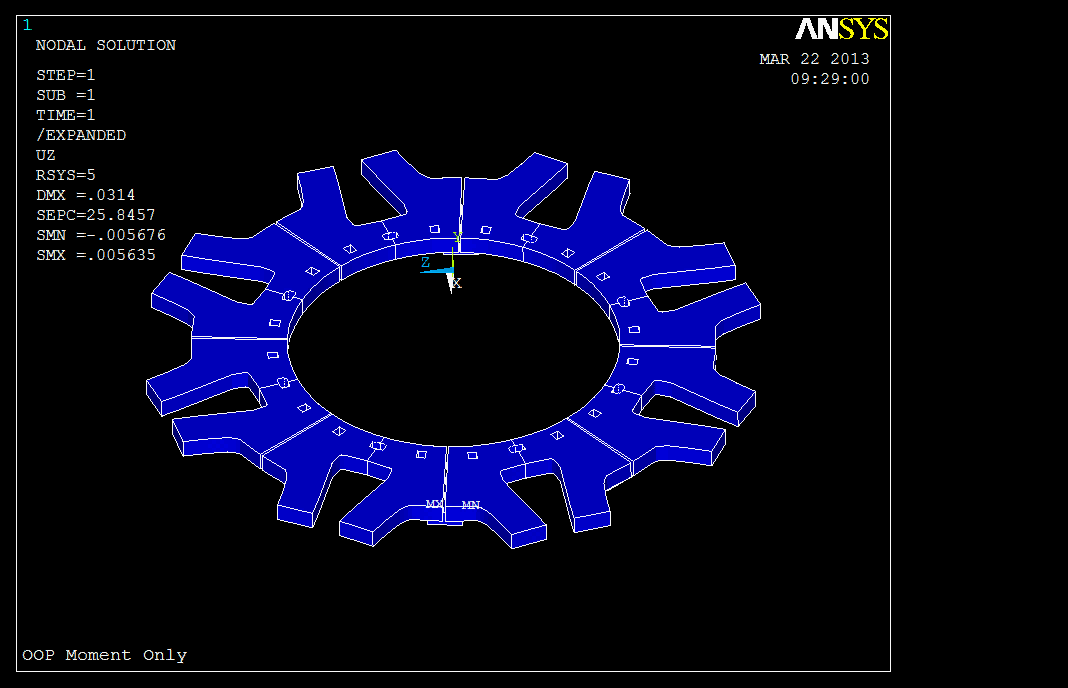 1
ANSYS
NODAL SOLUTION
MAR 22 2013
09:29:00
STEP=1
SUB =1
TIME=1
/EXPANDED
UZ
RSYS=5
DMX =.0314
SEPC=25.8457
SMN =-.005676
SMX =.005635
Y
Z
X
MX MN
OOP Moment Only